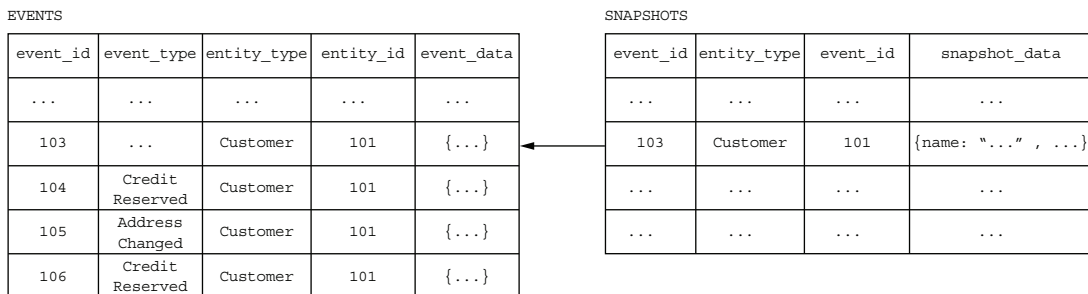 EVENTS
event_id event_type entity_type entity_id event_data
... ... ... ... ...
103 ... Customer 101 {...}
104 Credit Reserved Customer 101 {...}
105 Address Changed Customer 101 {...}
106 Credit Reserved Customer 101 {...}
SNAPSHOTS
event_id entity_type event_id snapshot_data
... ... ... ...
103 Customer 101 {name: “...” , ...}
... ... ... ...
... ... ... ...